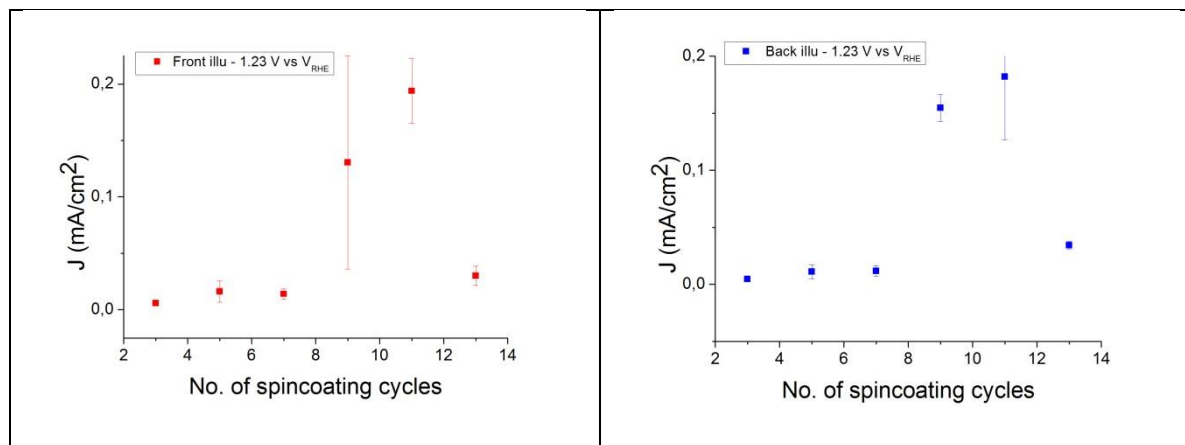 Front illu - 1.23 V vs V_RHE
0,2
0,1
0,0
J (mA/cm²)
2 4 6 8 10 12 14
No. of spincoating cycles
Back illu - 1.23 V vs V_RHE
0,2
0,1
0,0
J (mA/cm²)
2 4 6 8 10 12 14
No. of spincoating cycles